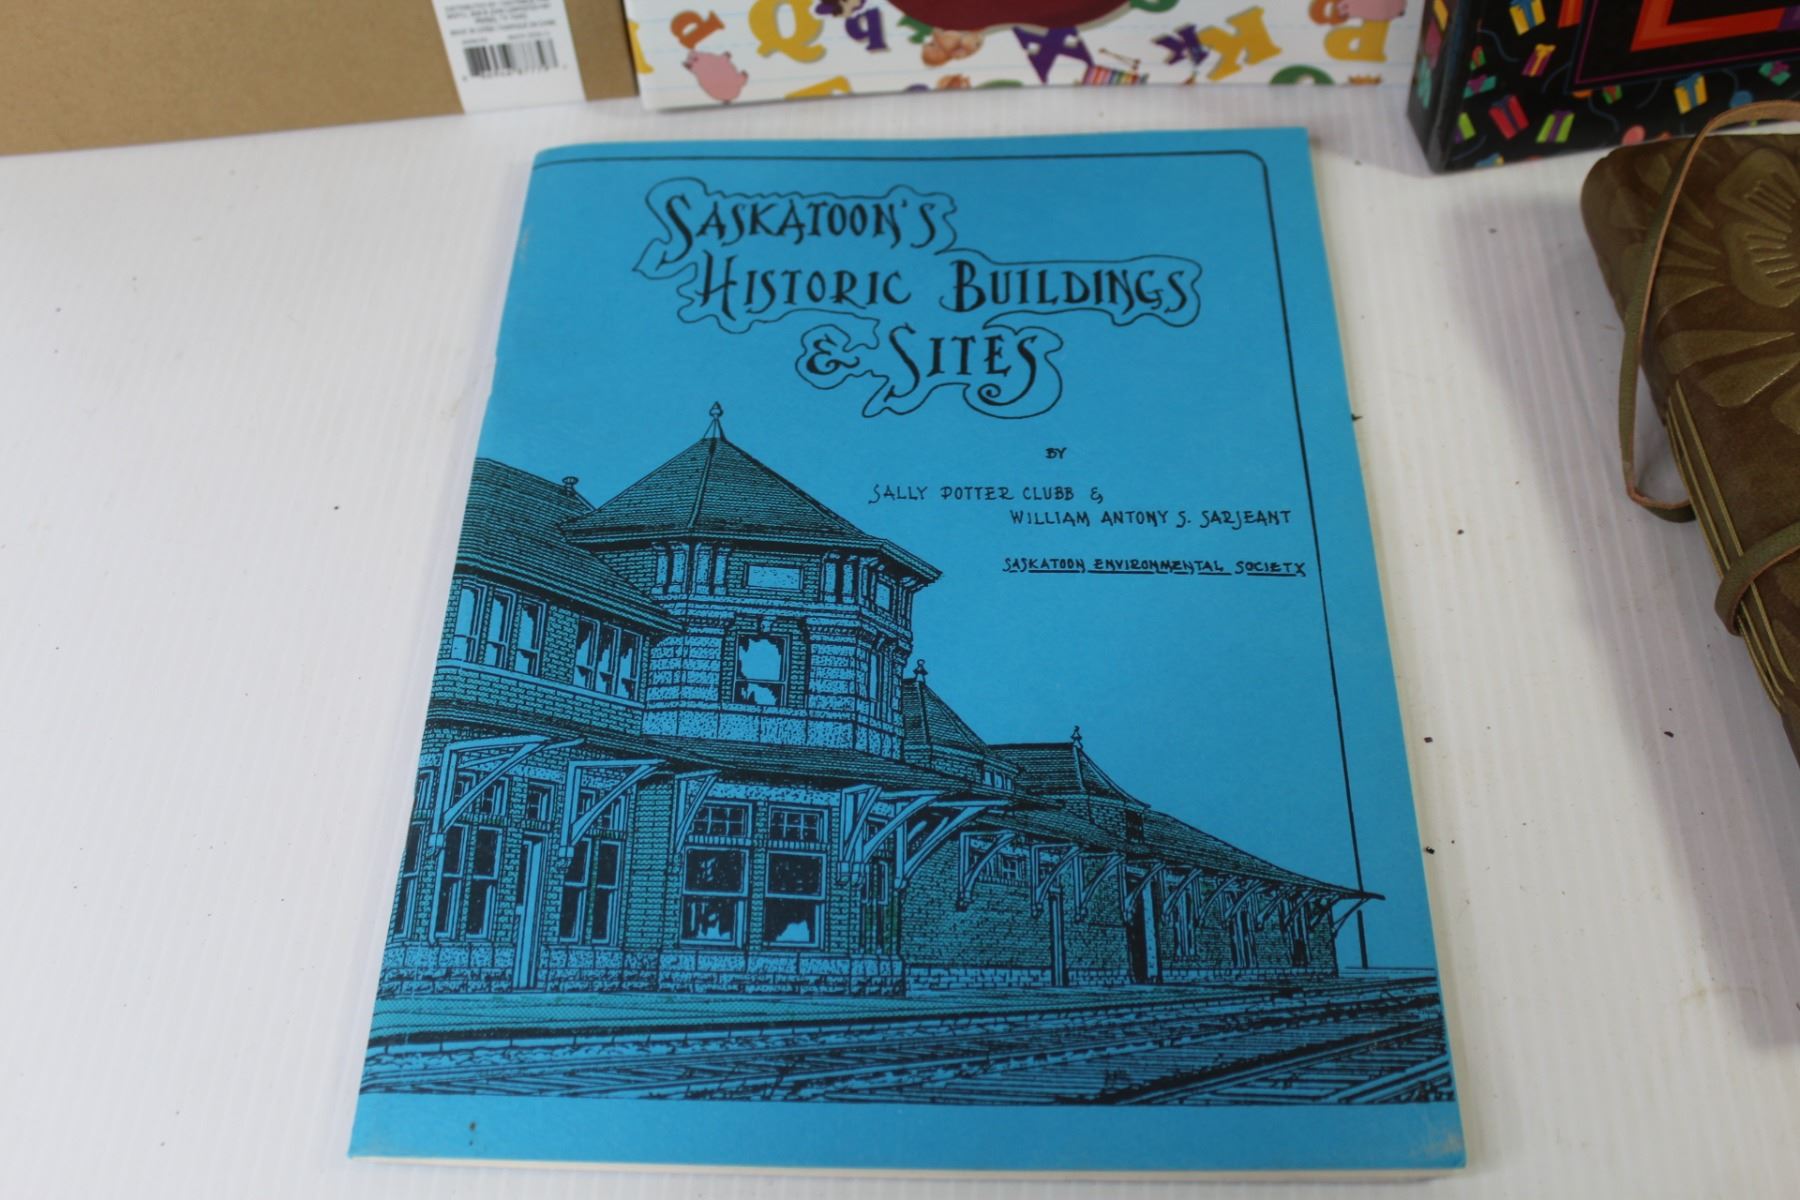 SASKATOON'S
HISTORIC BUILDINGS
& SITES
BY
SALLY POTTER CLUBB &
WILLIAM ANTONY S. SARJEANT
SASKATOON ENVIRONMENTAL SOCIETY